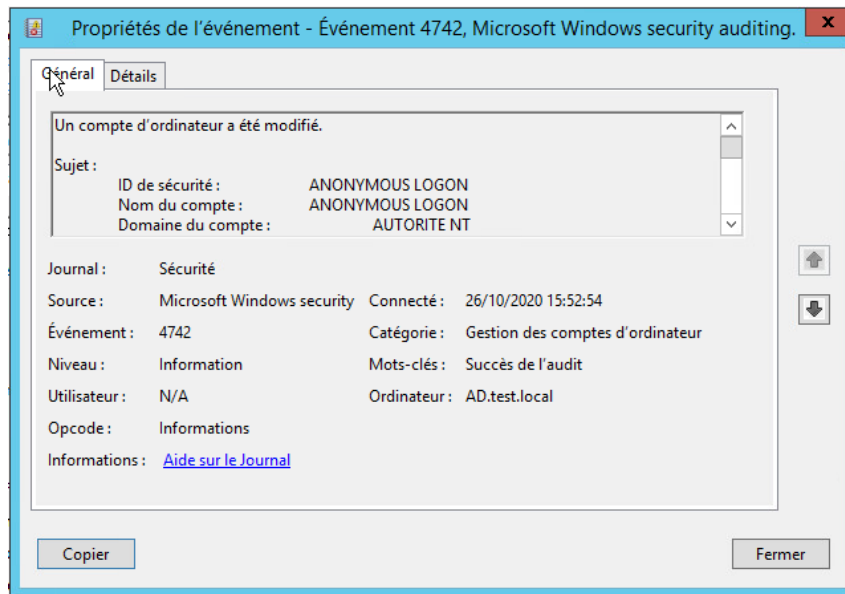 Propriétés de l'événement - Événement 4742, Microsoft Windows security auditing.
Général Détails
Un compte d'ordinateur a été modifié.
Sujet :
ID de sécurité : ANONYMOUS LOGON
Nom du compte : ANONYMOUS LOGON
Domaine du compte : AUTORITE NT
Journal : Sécurité
Source : Microsoft Windows security Connecté : 26/10/2020 15:52:54
Événement : 4742 Catégorie : Gestion des comptes d'ordinateur
Niveau : Information Mots-clés : Succès de l'audit
Utilisateur : N/A Ordinateur : AD.test.local
Opcode : Informations
Informations : Aide sur le Journal
Copier Fermer